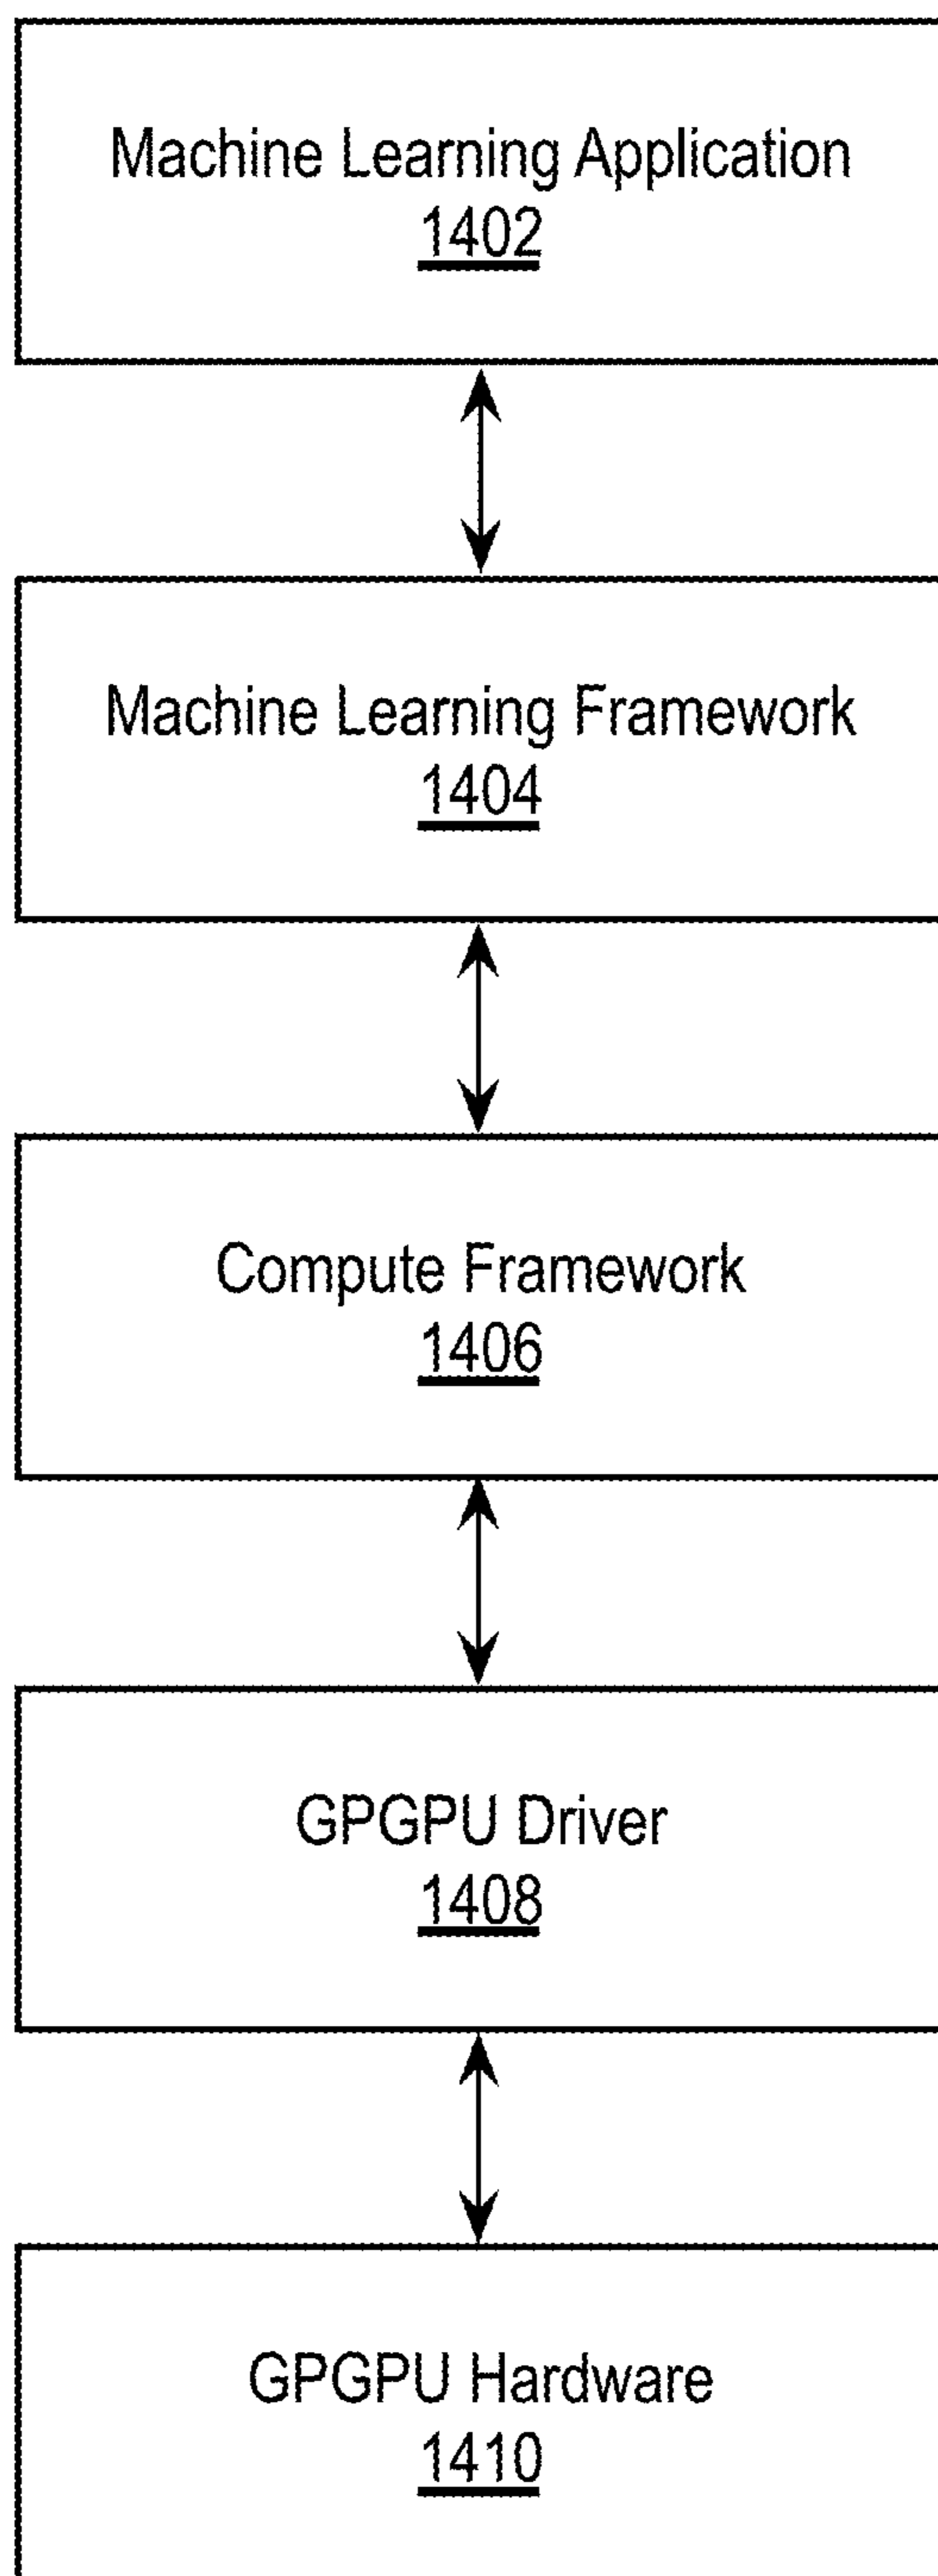 Machine Learning Application
1402
Machine Learning Framework
1404
Compute Framework
1406
GPGPU Driver
1408
GPGPU Hardware
1410